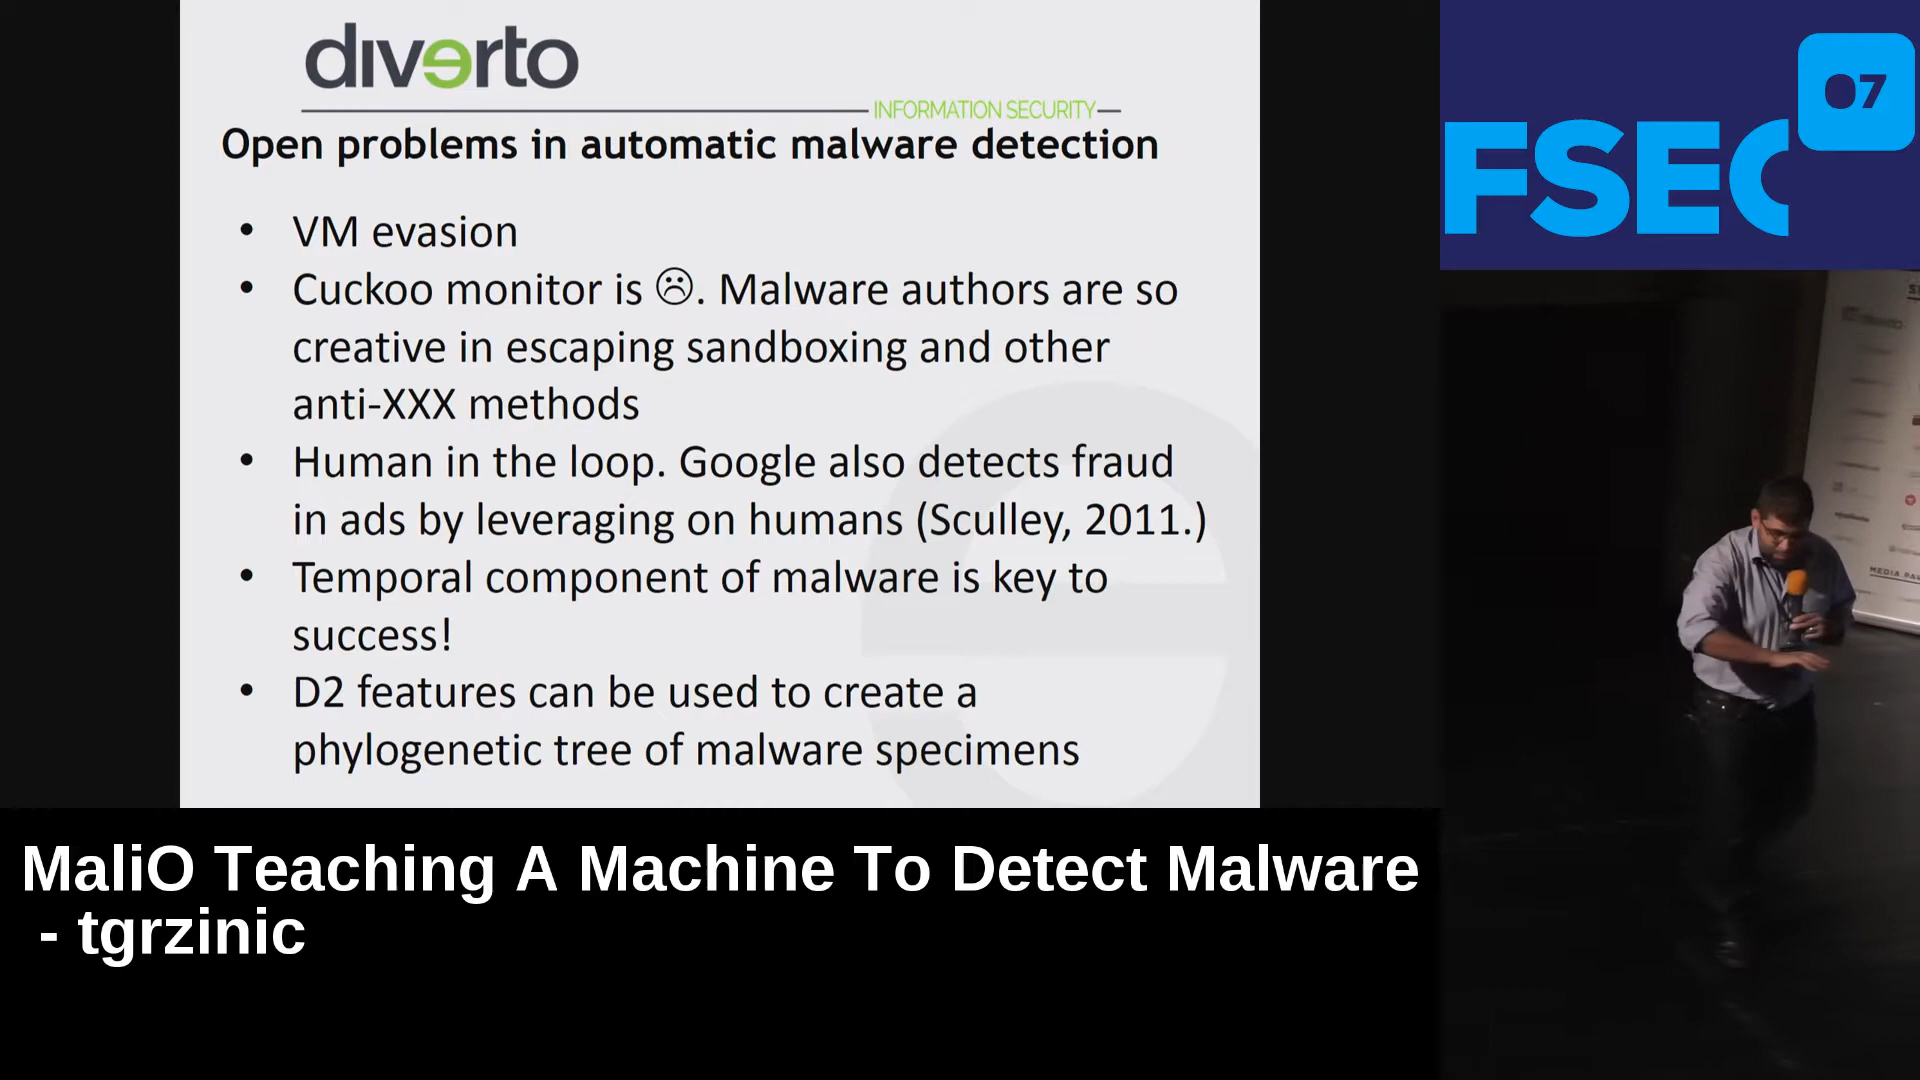 diverto
INFORMATION SECURITY
Open problems in automatic malware detection
• VM evasion
• Cuckoo monitor is ☹. Malware authors are so
creative in escaping sandboxing and other
anti-XXX methods
• Human in the loop. Google also detects fraud
in ads by leveraging on humans (Sculley, 2011.)
• Temporal component of malware is key to
success!
• D2 features can be used to create a
phylogenetic tree of malware specimens
07
FSEC
MaliO Teaching A Machine To Detect Malware
- tgrzinic